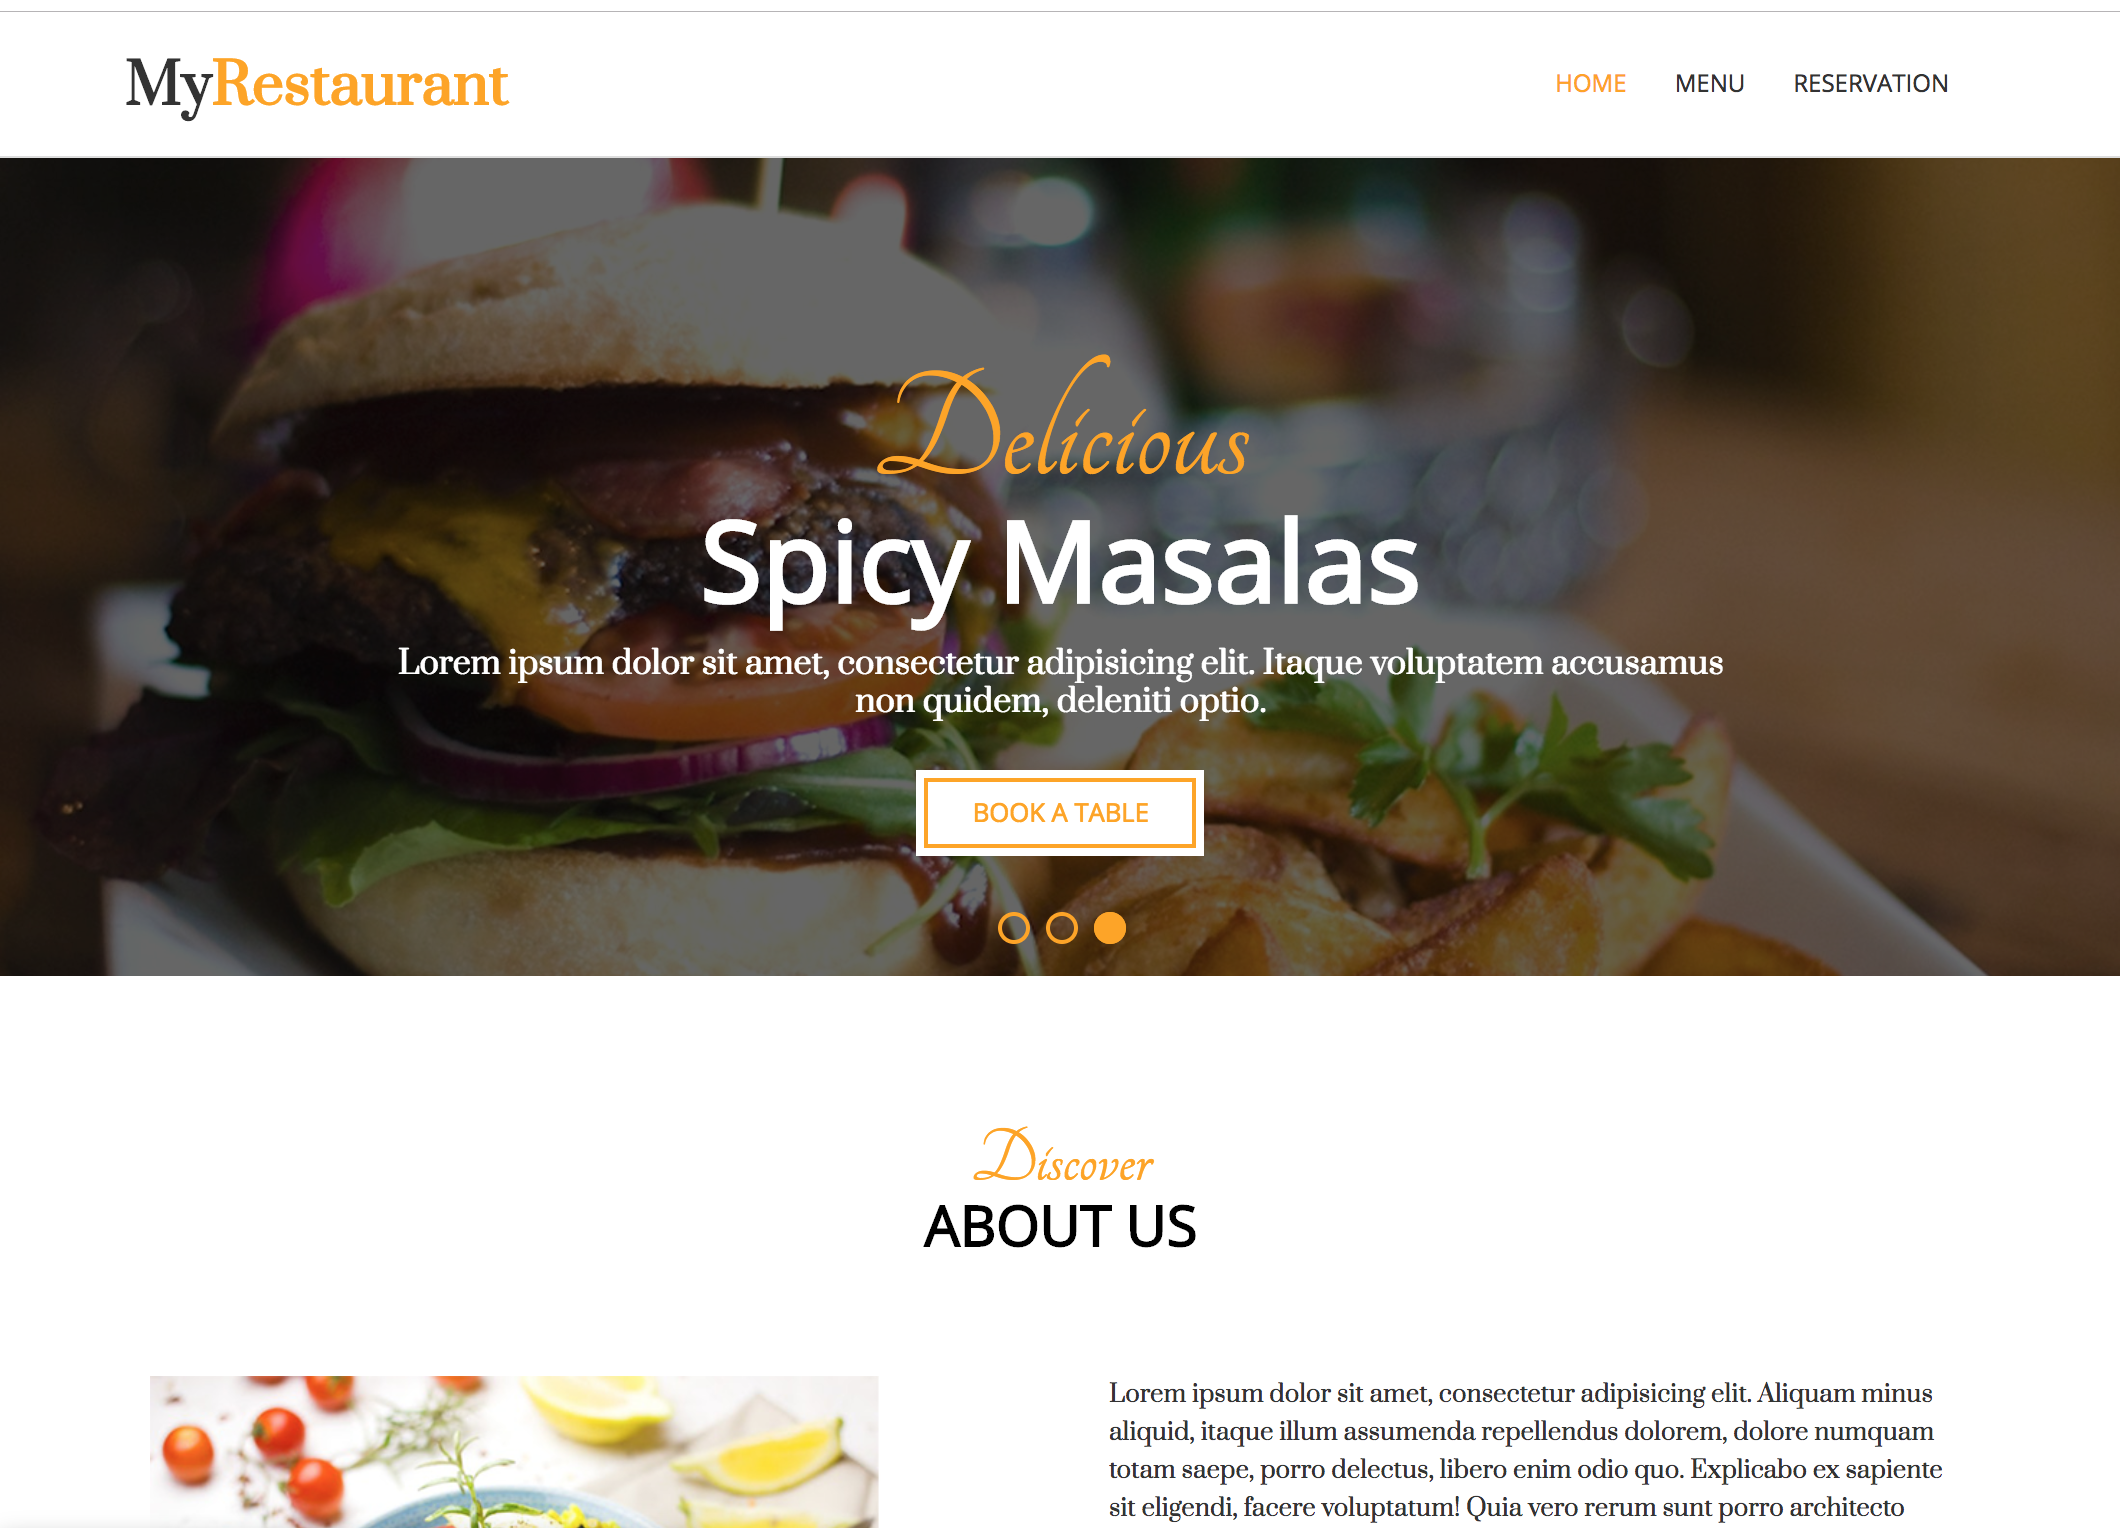 MyRestaurant
HOME MENU RESERVATION
Delicious
Spicy Masalas
Lorem ipsum dolor sit amet, consectetur adipisicing elit. Itaque voluptatem accusamus
non quidem, deleniti optio.
BOOK A TABLE
Discover
ABOUT US
Lorem ipsum dolor sit amet, consectetur adipisicing elit. Aliquam minus
aliquid, itaque illum assumenda repellendus dolorem, dolore numquam
totam saepe, porro delectus, libero enim odio quo. Explicabo ex sapiente
sit eligendi, facere voluptatum! Quia vero rerum sunt porro architecto